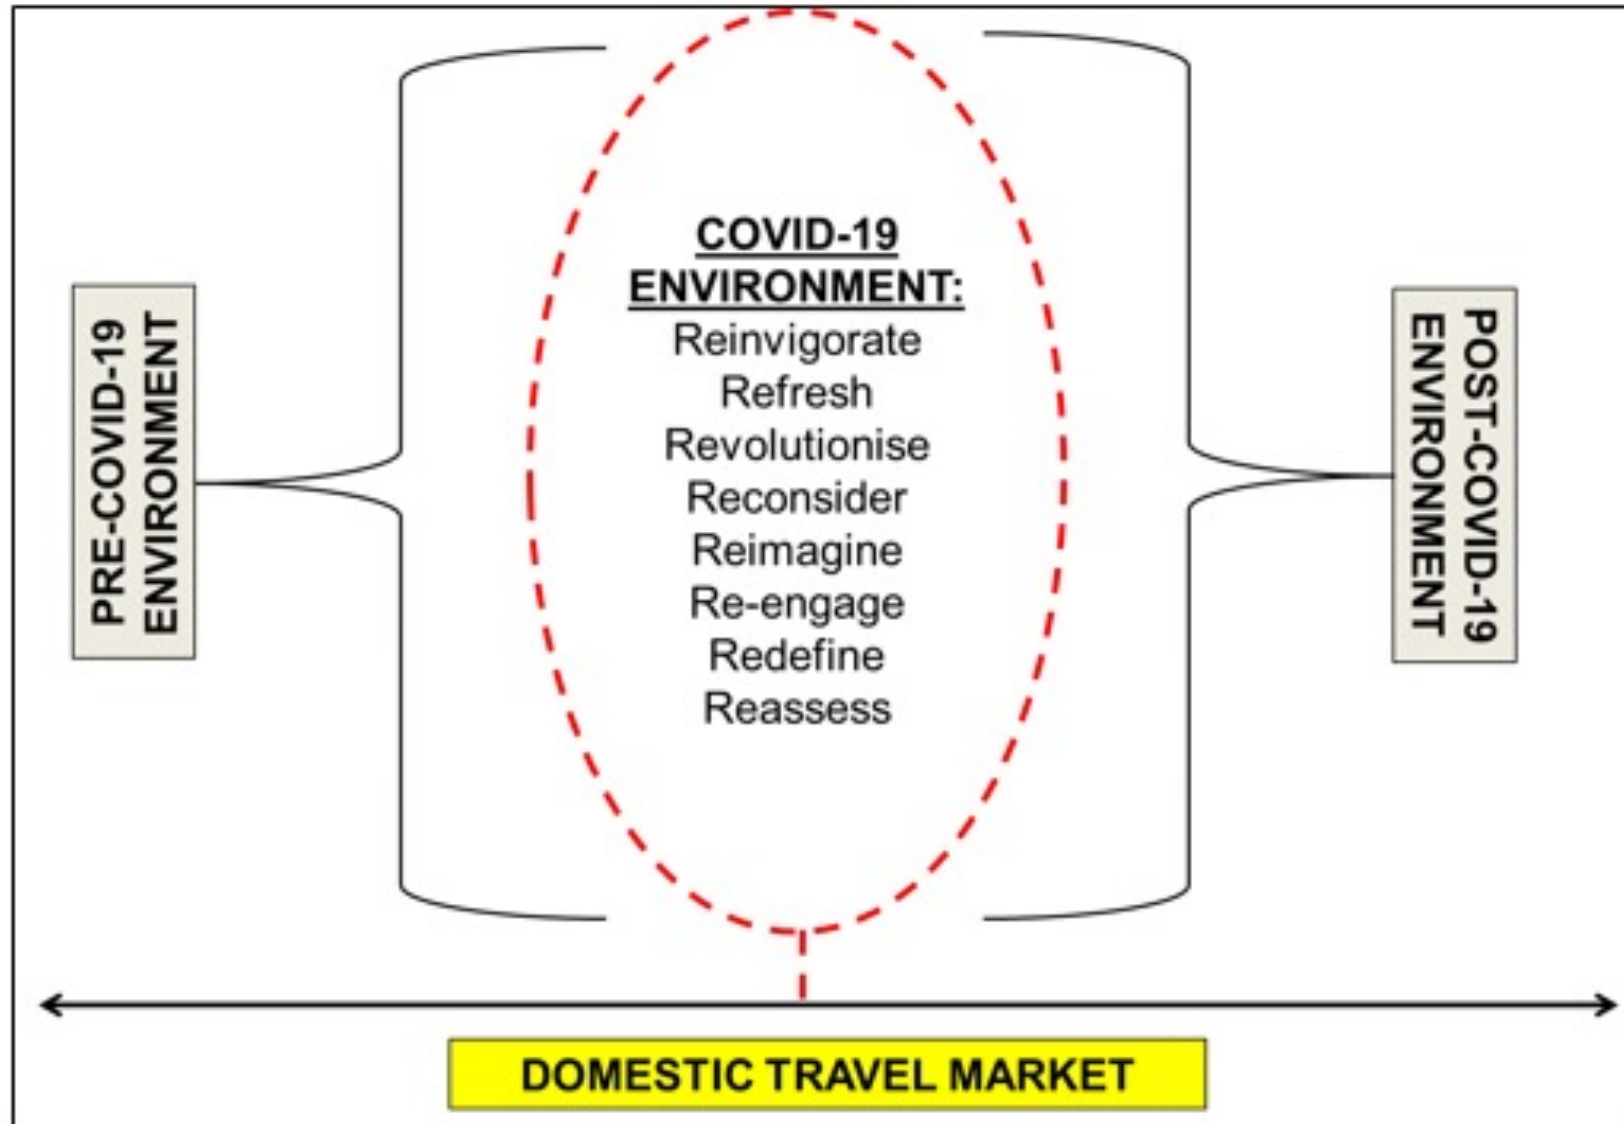 PRE-COVID-19
ENVIRONMENT
COVID-19
ENVIRONMENT:
Reinvigorate
Refresh
Revolutionise
Reconsider
Reimagine
Re-engage
Redefine
Reassess
POST-COVID-19
ENVIRONMENT
DOMESTIC TRAVEL MARKET